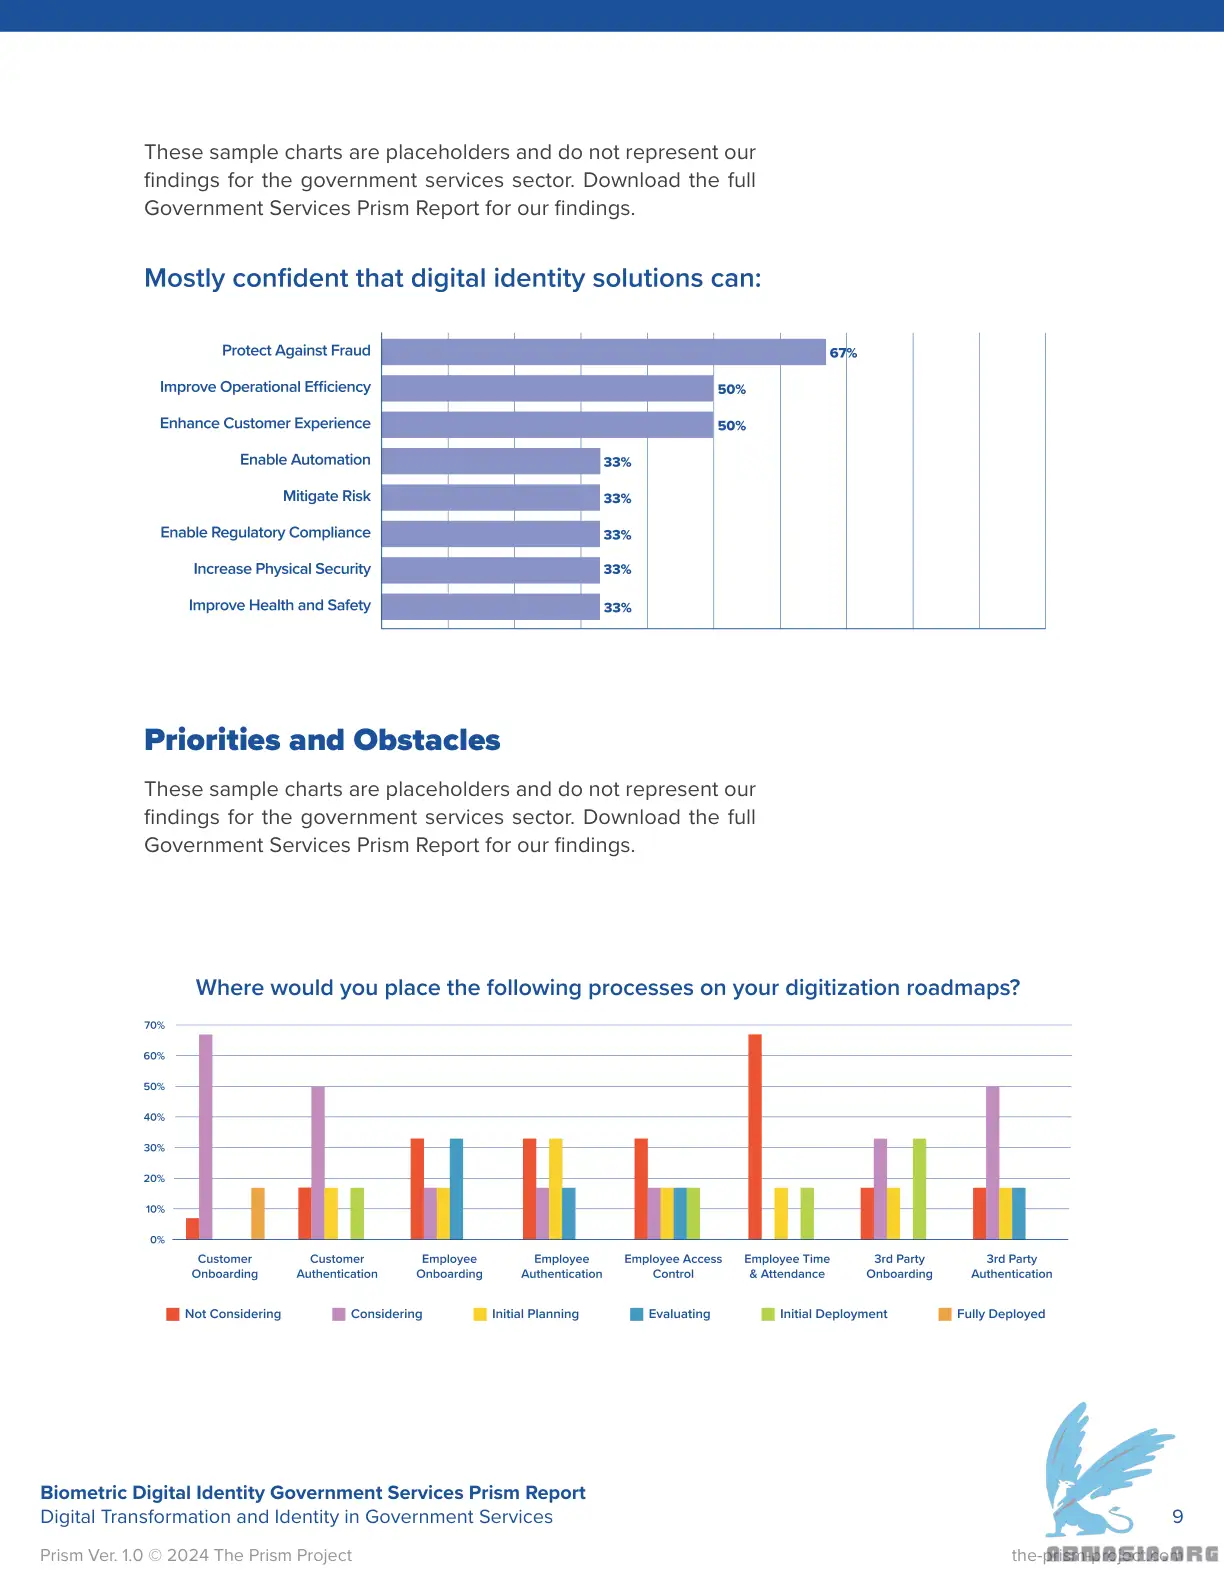 These sample charts are placeholders and do not represent our
findings for the government services sector. Download the full
Government Services Prism Report for our findings.
Mostly confident that digital identity solutions can:
Protect Against Fraud 67%
Improve Operational Efficiency 50%
Enhance Customer Experience 50%
Enable Automation 33%
Mitigate Risk 33%
Enable Regulatory Compliance 33%
Increase Physical Security 33%
Improve Health and Safety 33%
Priorities and Obstacles
These sample charts are placeholders and do not represent our
findings for the government services sector. Download the full
Government Services Prism Report for our findings.
Where would you place the following processes on your digitization roadmaps?
70%
60%
50%
40%
30%
20%
10%
0%
Customer Customer Employee Employee Employee Access Employee Time 3rd Party 3rd Party
Onboarding Authentication Onboarding Authentication Control & Attendance Onboarding Authentication
Not Considering Considering Initial Planning Evaluating Initial Deployment Fully Deployed
Biometric Digital Identity Government Services Prism Report
Digital Transformation and Identity in Government Services 9
Prism Ver. 1.0 © 2024 The Prism Project the-prism-project.com